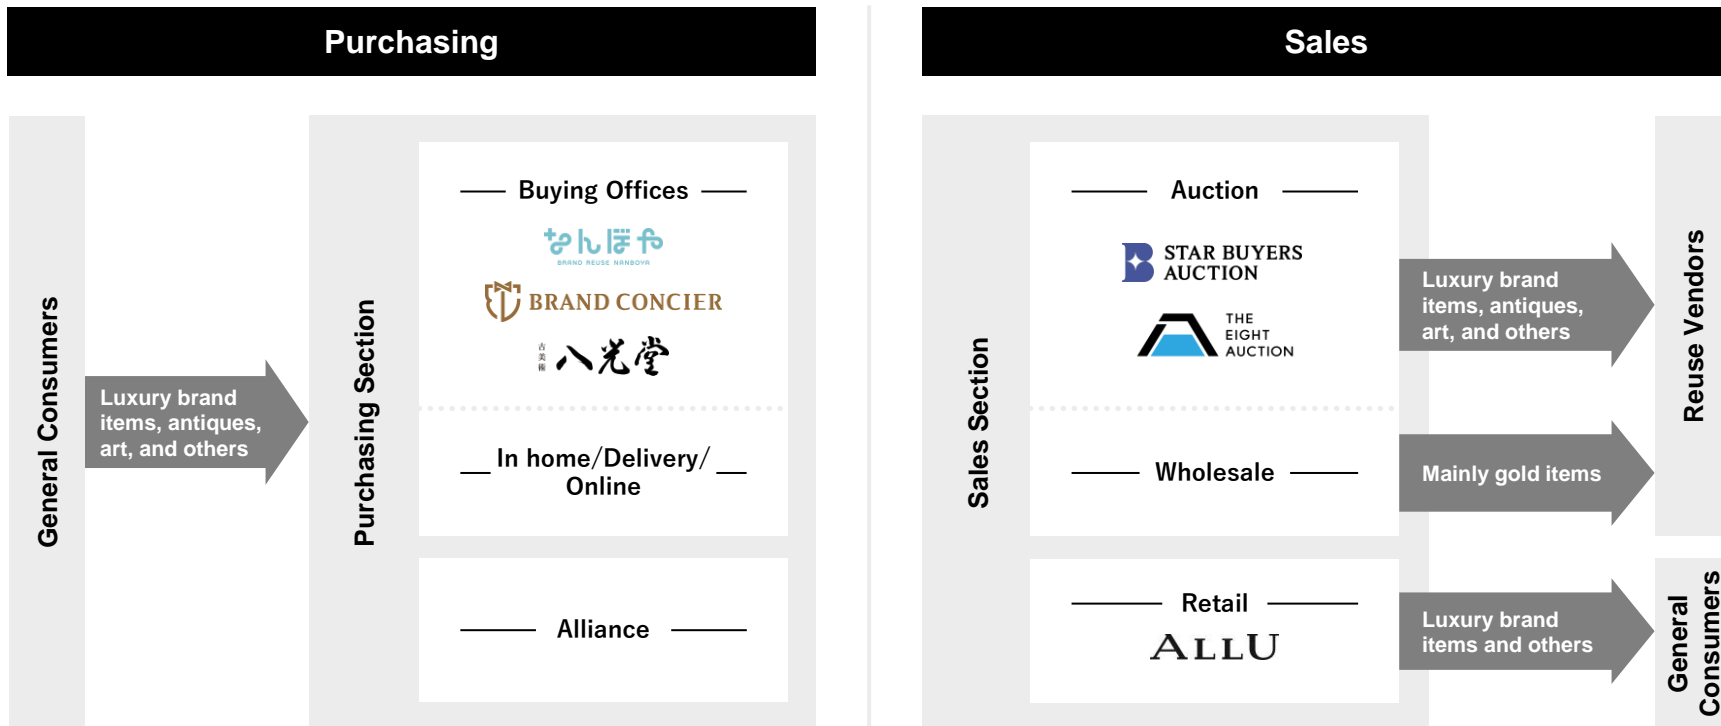 Purchasing
General Consumers
Luxury brand
items, antiques,
art, and others
Purchasing Section
Buying Offices
なんぼや
BRAND REUSE NANBOYA
BRAND CONCIER
古美術
八光堂
In home/Delivery/
Online
Alliance
Sales
Sales Section
Auction
STAR BUYERS
AUCTION
THE
EIGHT
AUCTION
Luxury brand
items, antiques,
art, and others
Wholesale
Mainly gold items
Reuse Vendors
Retail
ALLU
Luxury brand
items and others
General
Consumers